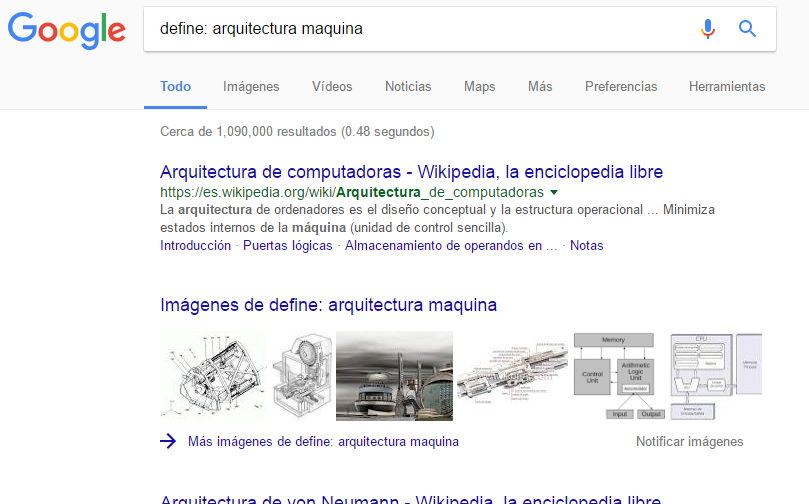 Google
define: arquitectura maquina
Todo Imágenes Vídeos Noticias Maps Más Preferencias Herramientas
Cerca de 1,090,000 resultados (0.48 segundos)
Arquitectura de computadoras - Wikipedia, la enciclopedia libre
https://es.wikipedia.org/wiki/Arquitectura_de_computadoras
La arquitectura de ordenadores es el diseño conceptual y la estructura operacional ... Minimiza
estados internos de la máquina (unidad de control sencilla).
Introducción · Puertas lógicas · Almacenamiento de operandos en ... · Notas
Imágenes de define: arquitectura maquina
Memory
Control
Unit
Arithmetic
Logic
Unit
Input Output
CPU
Más imágenes de define: arquitectura maquina Notificar imágenes
Arquitectura de von Neumann - Wikipedia, la enciclopedia libre